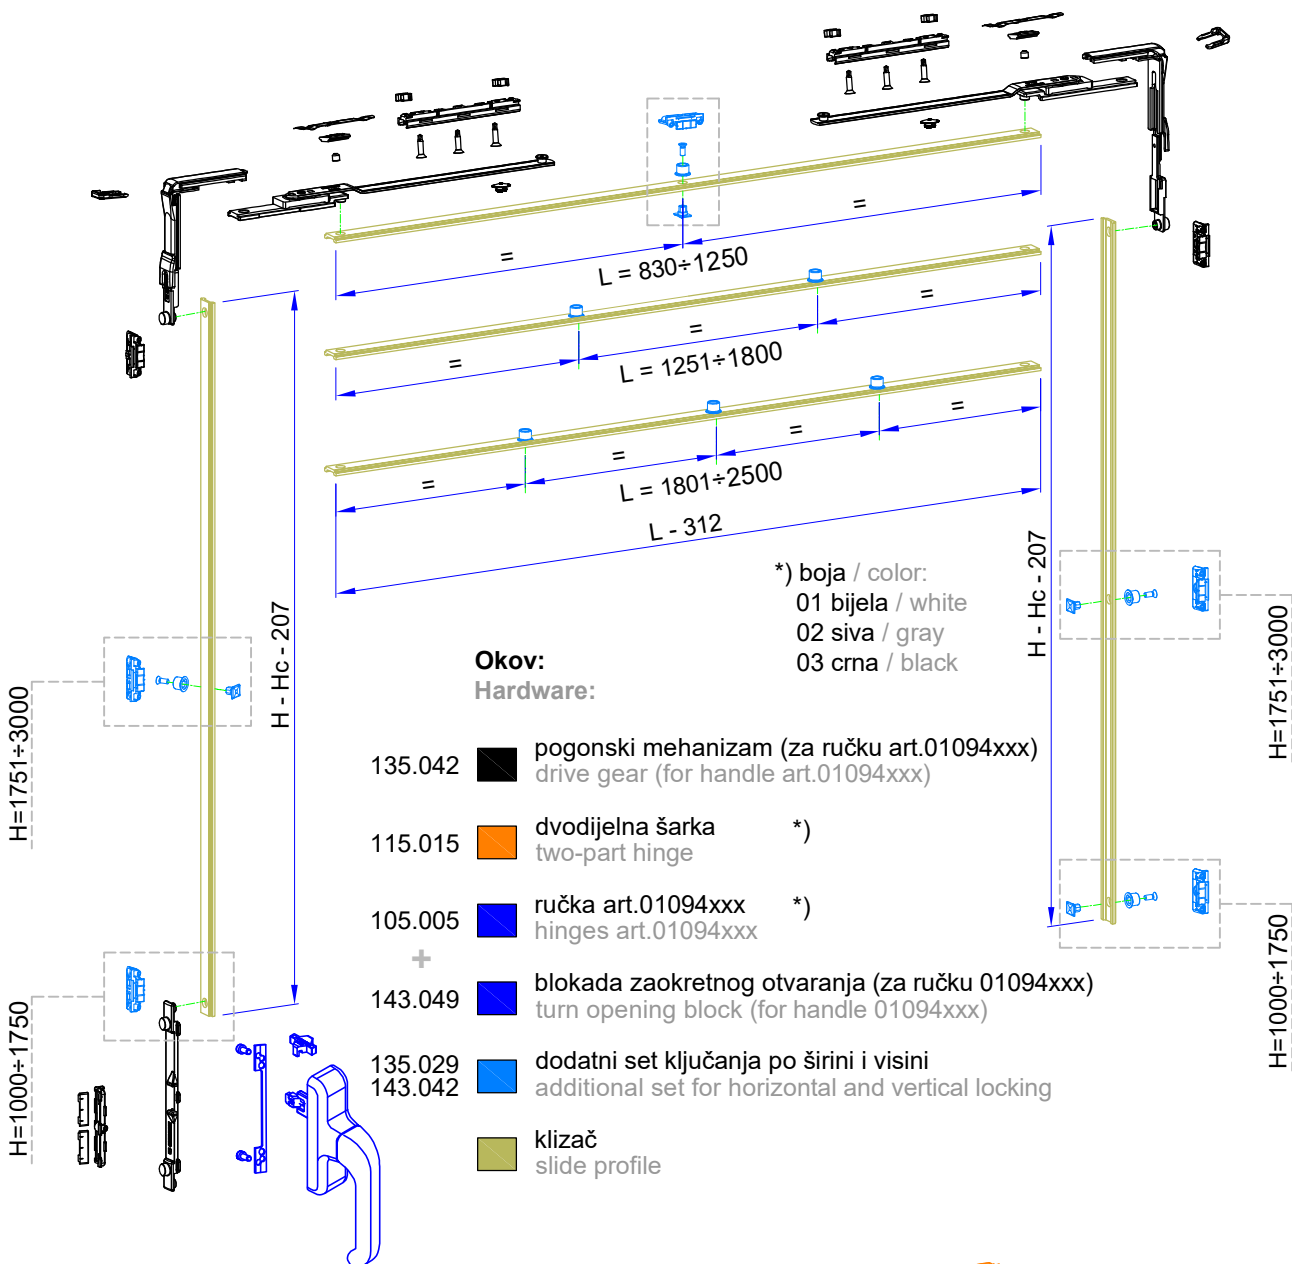 =
=
L = 830÷1250
=
=
=
L = 1251÷1800
=
=
=
=
L = 1801÷2500
L - 312
H - Hc - 207
H - Hc - 207
H=1751÷3000
H=1000÷1750
H=1751÷3000
H=1000÷1750
*) boja / color:
01 bijela / white
02 siva / gray
03 crna / black
Okov:
Hardware:
135.042 pogonski mehanizam (za ručku art.01094xxx)
drive gear (for handle art.01094xxx)
115.015 dvodijelna šarka *)
two-part hinge
105.005 ručka art.01094xxx *)
hinges art.01094xxx
+
143.049 blokada zaokretnog otvaranja (za ručku 01094xxx)
turn opening block (for handle 01094xxx)
135.029 dodatni set ključanja po širini i visini
143.042 additional set for horizontal and vertical locking
klizač
slide profile